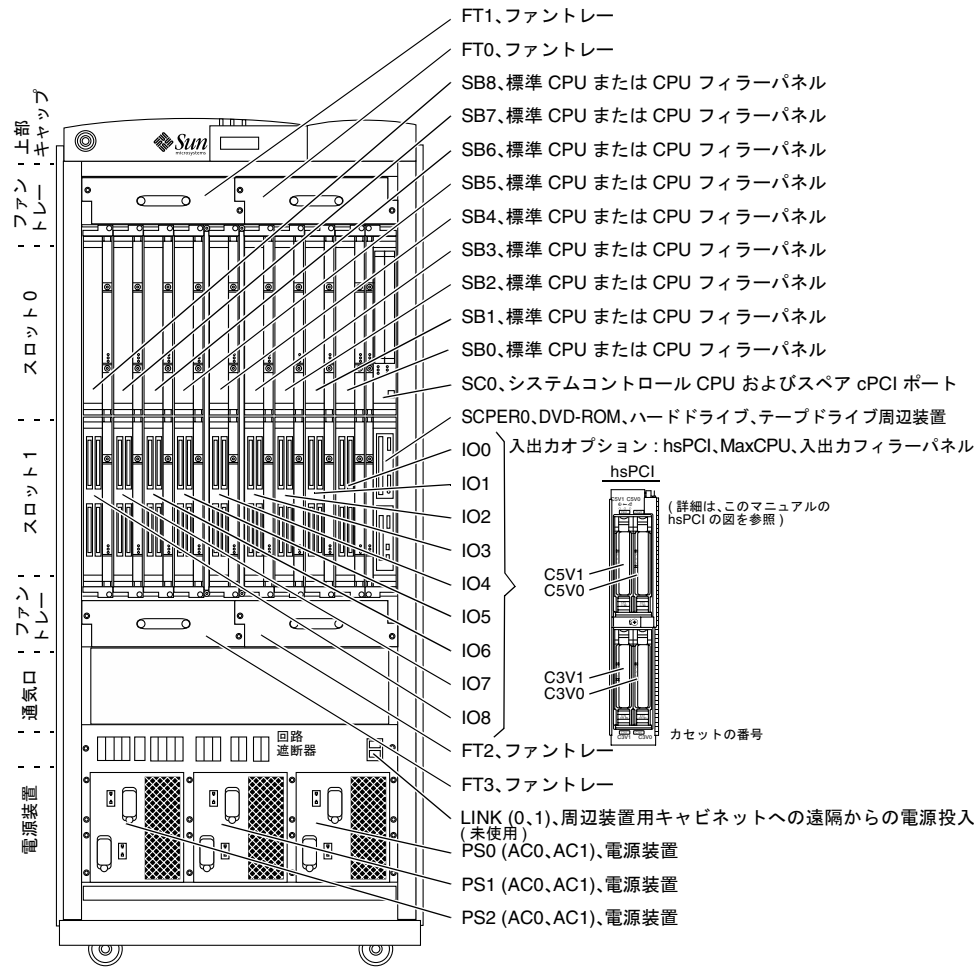 FT1、ファントレー
FT0、ファントレー
SB8、標準 CPU または CPU フィラーパネル
SB7、標準 CPU または CPU フィラーパネル
SB6、標準 CPU または CPU フィラーパネル
SB5、標準 CPU または CPU フィラーパネル
SB4、標準 CPU または CPU フィラーパネル
SB3、標準 CPU または CPU フィラーパネル
SB2、標準 CPU または CPU フィラーパネル
SB1、標準 CPU または CPU フィラーパネル
SB0、標準 CPU または CPU フィラーパネル
SC0、システムコントロール CPU およびスペア cPCI ポート
SCPER0、DVD-ROM、ハードドライブ、テープドライブ周辺装置
IO0
IO1
IO2
IO3
IO4
IO5
IO6
IO7
IO8
入出力オプション : hsPCI、MaxCPU、入出力フィラーパネル
hsPCI
( 詳細は、このマニュアルの
hsPCI の図を参照 )
C5V1 C5V0
C5V1
C5V0
C3V1
C3V0
C3V1 C3V0
カセットの番号
FT2、ファントレー
FT3、ファントレー
LINK (0、1)、周辺装置用キャビネットへの遠隔からの電源投入
( 未使用 )
PS0 (AC0、AC1)、電源装置
PS1 (AC0、AC1)、電源装置
PS2 (AC0、AC1)、電源装置
上部
キャップ
ファン
トレー
スロット 0
スロット 1
ファン
トレー
通気口
電源装置
Sun
microsystems
回路
遮断器